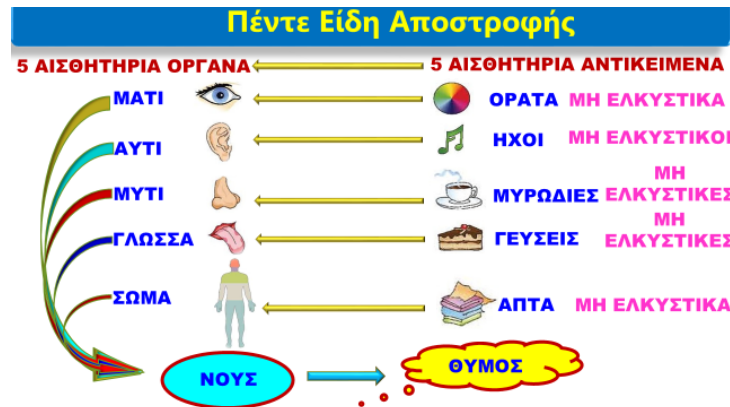 Πέντε Είδη Αποστροφής
5 ΑΙΣΘΗΤΗΡΙΑ ΟΡΓΑΝΑ 5 ΑΙΣΘΗΤΗΡΙΑ ΑΝΤΙΚΕΙΜΕΝΑ
ΜΑΤΙ ΟΡΑΤΑ ΜΗ ΕΛΚΥΣΤΙΚΑ
ΑΥΤΙ ΗΧΟΙ ΜΗ ΕΛΚΥΣΤΙΚΟΙ
ΜΥΤΙ ΜΥΡΩΔΙΕΣ ΜΗ ΕΛΚΥΣΤΙΚΕΣ
ΓΛΩΣΣΑ ΓΕΥΣΕΙΣ ΜΗ ΕΛΚΥΣΤΙΚΕΣ
ΣΩΜΑ ΑΠΤΑ ΜΗ ΕΛΚΥΣΤΙΚΑ
ΝΟΥΣ ΘΥΜΟΣ